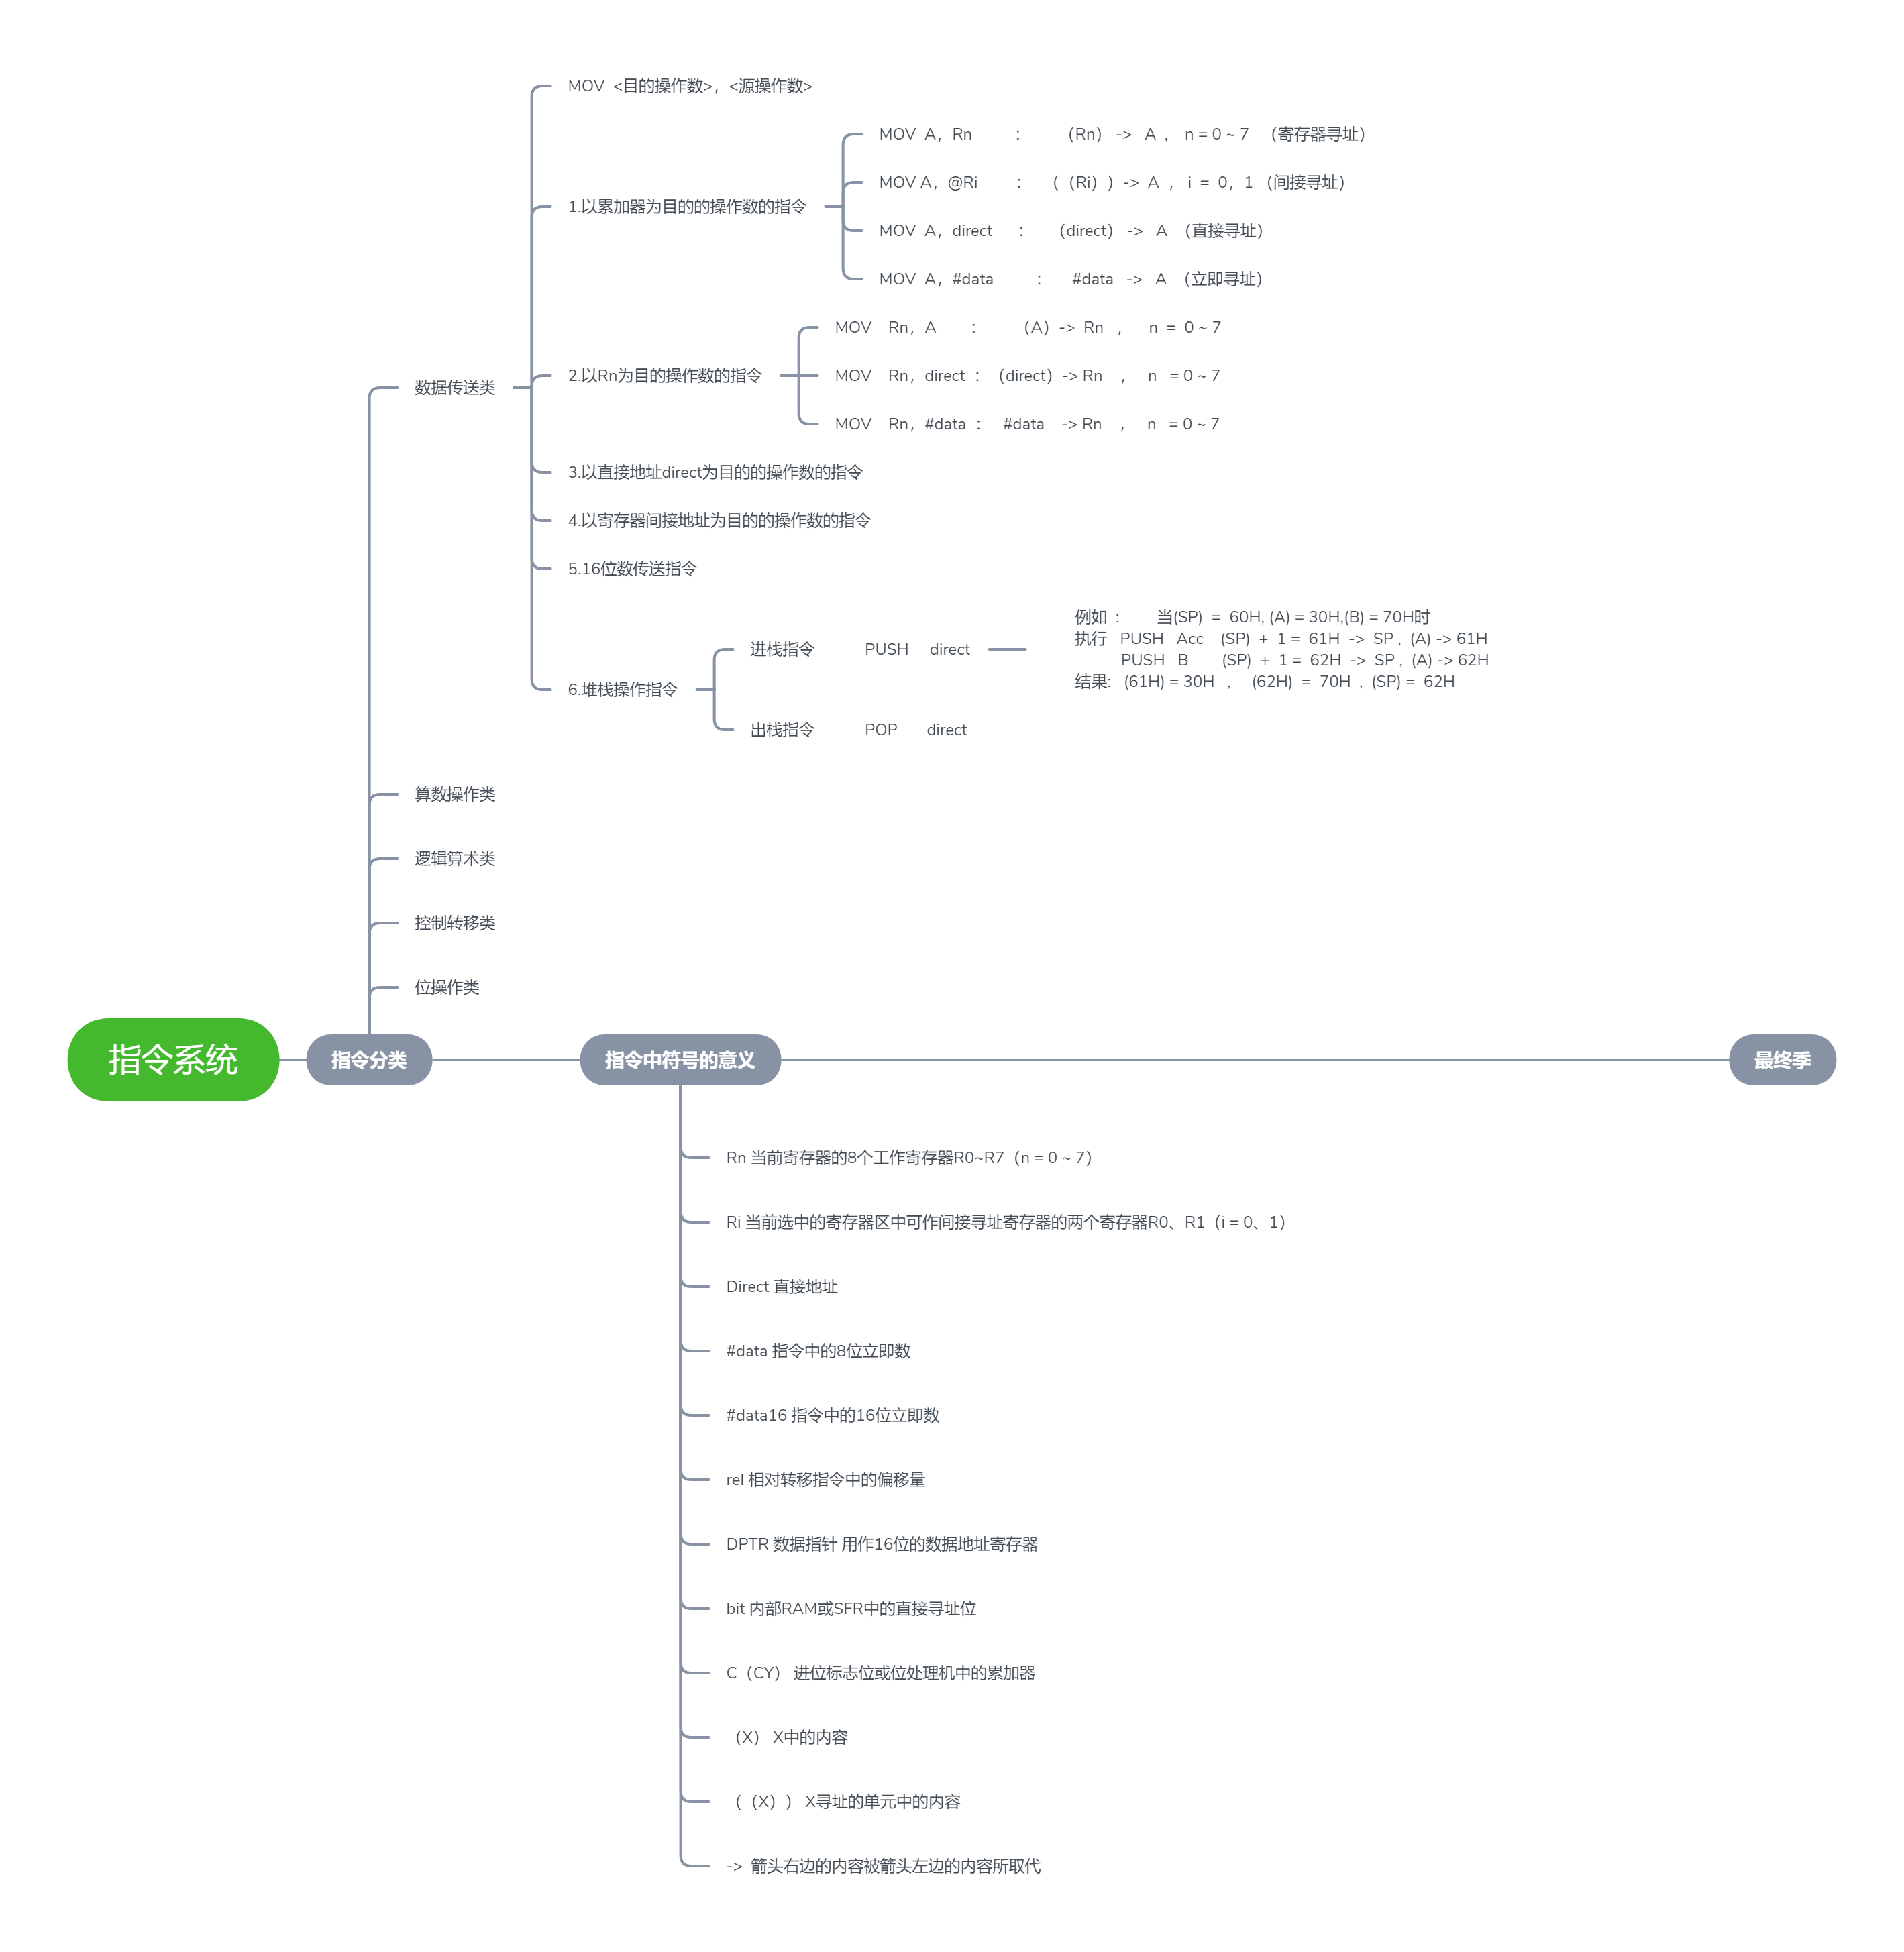 MOV <目的操作数>，<源操作数>
1.以累加器为目的的操作数的指令
MOV A，Rn ： （Rn） -> A ， n = 0 ~ 7 （寄存器寻址）
MOV A，@Ri ： （（Ri））-> A ， i = 0，1 （间接寻址）
MOV A，direct ： （direct） -> A （直接寻址）
MOV A，#data ： #data -> A （立即寻址）
数据传送类
2.以Rn为目的操作数的指令
MOV Rn，A ： （A）-> Rn ， n = 0 ~ 7
MOV Rn，direct ： （direct）-> Rn ， n = 0 ~ 7
MOV Rn，#data ： #data -> Rn ， n = 0 ~ 7
3.以直接地址direct为目的的操作数的指令
4.以寄存器间接地址为目的的操作数的指令
5.16位数传送指令
6.堆栈操作指令
进栈指令 PUSH direct
例如 ： 当(SP) = 60H, (A) = 30H,(B) = 70H时
执行 PUSH Acc (SP) + 1 = 61H -> SP , (A) -> 61H
PUSH B (SP) + 1 = 62H -> SP , (A) -> 62H
结果: (61H) = 30H , (62H) = 70H , (SP) = 62H
出栈指令 POP direct
算数操作类
逻辑算术类
控制转移类
位操作类
指令系统
指令分类
指令中符号的意义
最终季
Rn 当前寄存器的8个工作寄存器R0~R7（n = 0 ~ 7）
Ri 当前选中的寄存器区中可作间接寻址寄存器的两个寄存器R0、R1（i = 0、1）
Direct 直接地址
#data 指令中的8位立即数
#data16 指令中的16位立即数
rel 相对转移指令中的偏移量
DPTR 数据指针 用作16位的数据地址寄存器
bit 内部RAM或SFR中的直接寻址位
C（CY） 进位标志位或位处理机中的累加器
（X） X中的内容
（（X）） X寻址的单元中的内容
-> 箭头右边的内容被箭头左边的内容所取代